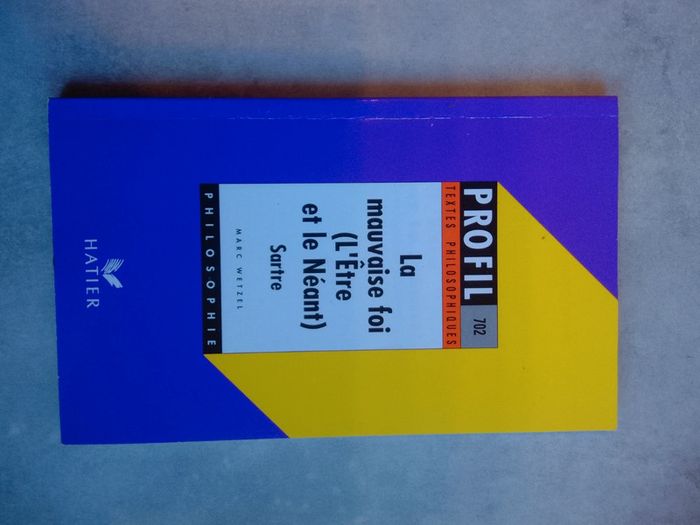 PROFIL 702
TEXTES PHILOSOPHIQUES
La
mauvaise foi
(L'Être
et le Néant)
Sartre
MARC WETZEL
PHILOSOPHIE
HATIER